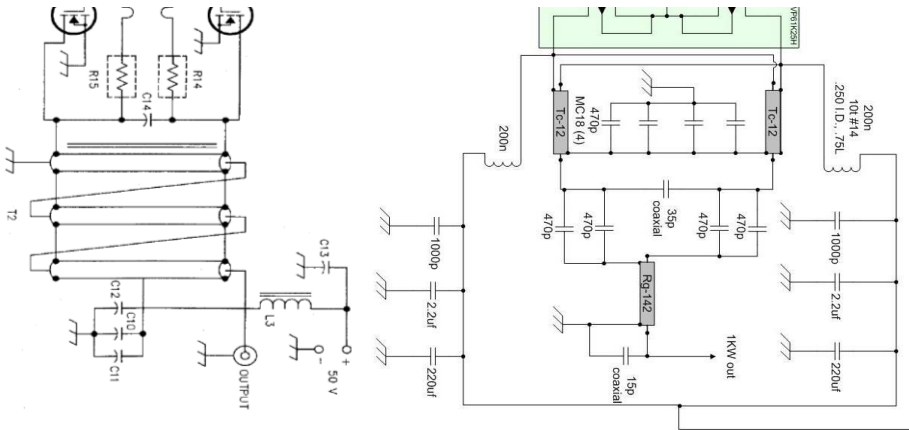 R15
R14
C14
T2
C13
C12
C10
C11
L3
+
-
50 V
OUTPUT
VP61K25H
Tc-12
Tc-12
470p
MC18 (4)
200n
200n
10t #14
.250 I.D., .75L
35p
coaxial
470p
470p
470p
470p
1000p
1000p
Rg-142
2.2uf
2.2uf
1KW out
15p
coaxial
220uf
220uf